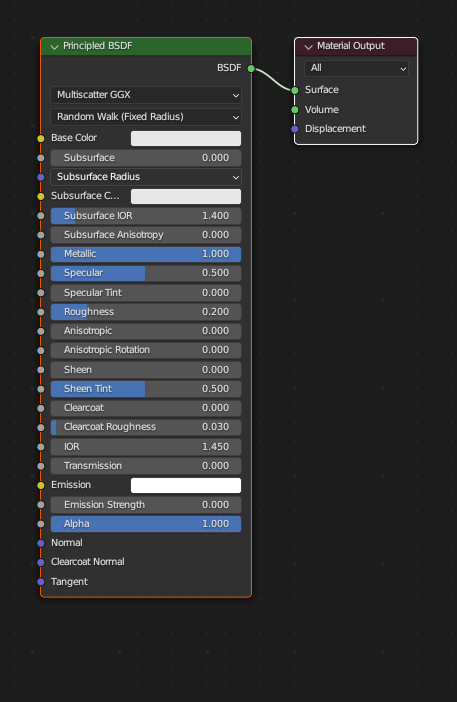 Principled BSDF
BSDF
Multiscatter GGX
Random Walk (Fixed Radius)
Base Color
Subsurface 0.000
Subsurface Radius
Subsurface C...
Subsurface IOR 1.400
Subsurface Anisotropy 0.000
Metallic 1.000
Specular 0.500
Specular Tint 0.000
Roughness 0.200
Anisotropic 0.000
Anisotropic Rotation 0.000
Sheen 0.000
Sheen Tint 0.500
Clearcoat 0.000
Clearcoat Roughness 0.030
IOR 1.450
Transmission 0.000
Emission
Emission Strength 0.000
Alpha 1.000
Normal
Clearcoat Normal
Tangent
Material Output
All
Surface
Volume
Displacement